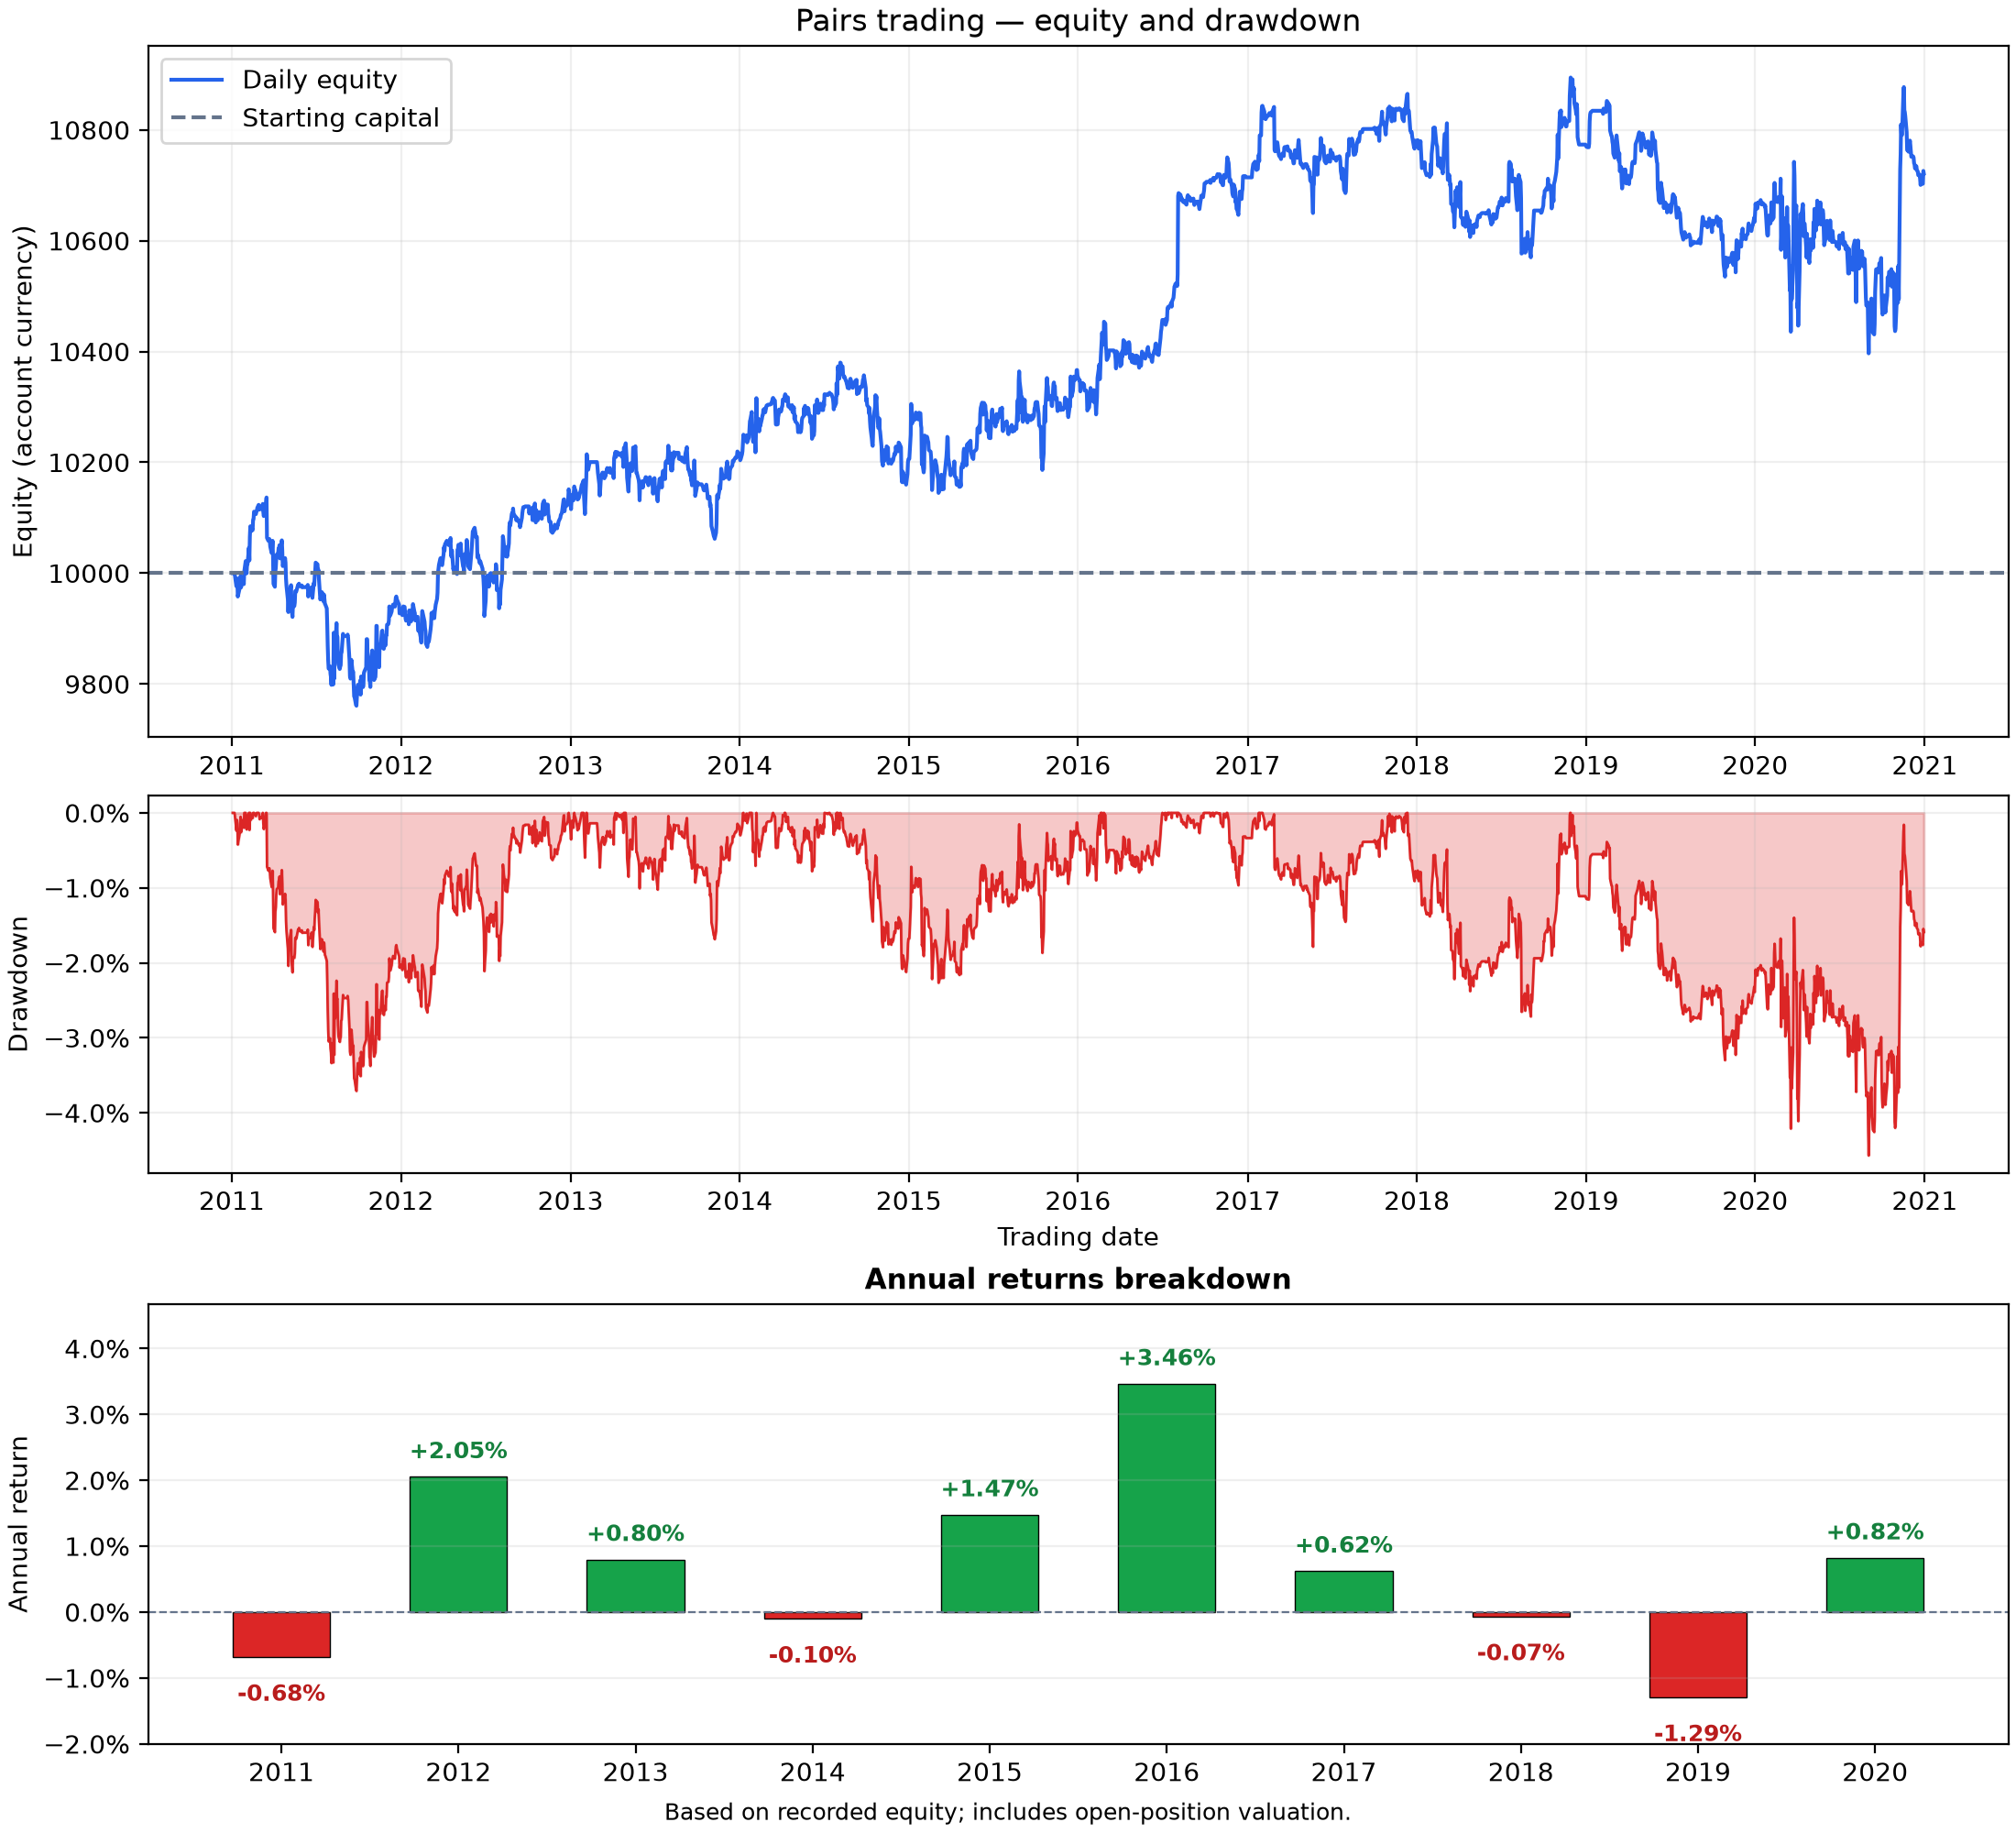 Pairs trading — equity and drawdown
Daily equity
Starting capital
Equity (account currency)
10800
10600
10400
10200
10000
9800
2011 2012 2013 2014 2015 2016 2017 2018 2019 2020 2021
Drawdown
0.0%
−1.0%
−2.0%
−3.0%
−4.0%
2011 2012 2013 2014 2015 2016 2017 2018 2019 2020 2021
Trading date
Annual returns breakdown
Annual return
4.0%
3.0%
2.0%
1.0%
0.0%
−1.0%
−2.0%
-0.68%
+2.05%
+0.80%
-0.10%
+1.47%
+3.46%
+0.62%
-0.07%
-1.29%
+0.82%
2011 2012 2013 2014 2015 2016 2017 2018 2019 2020
Based on recorded equity; includes open-position valuation.